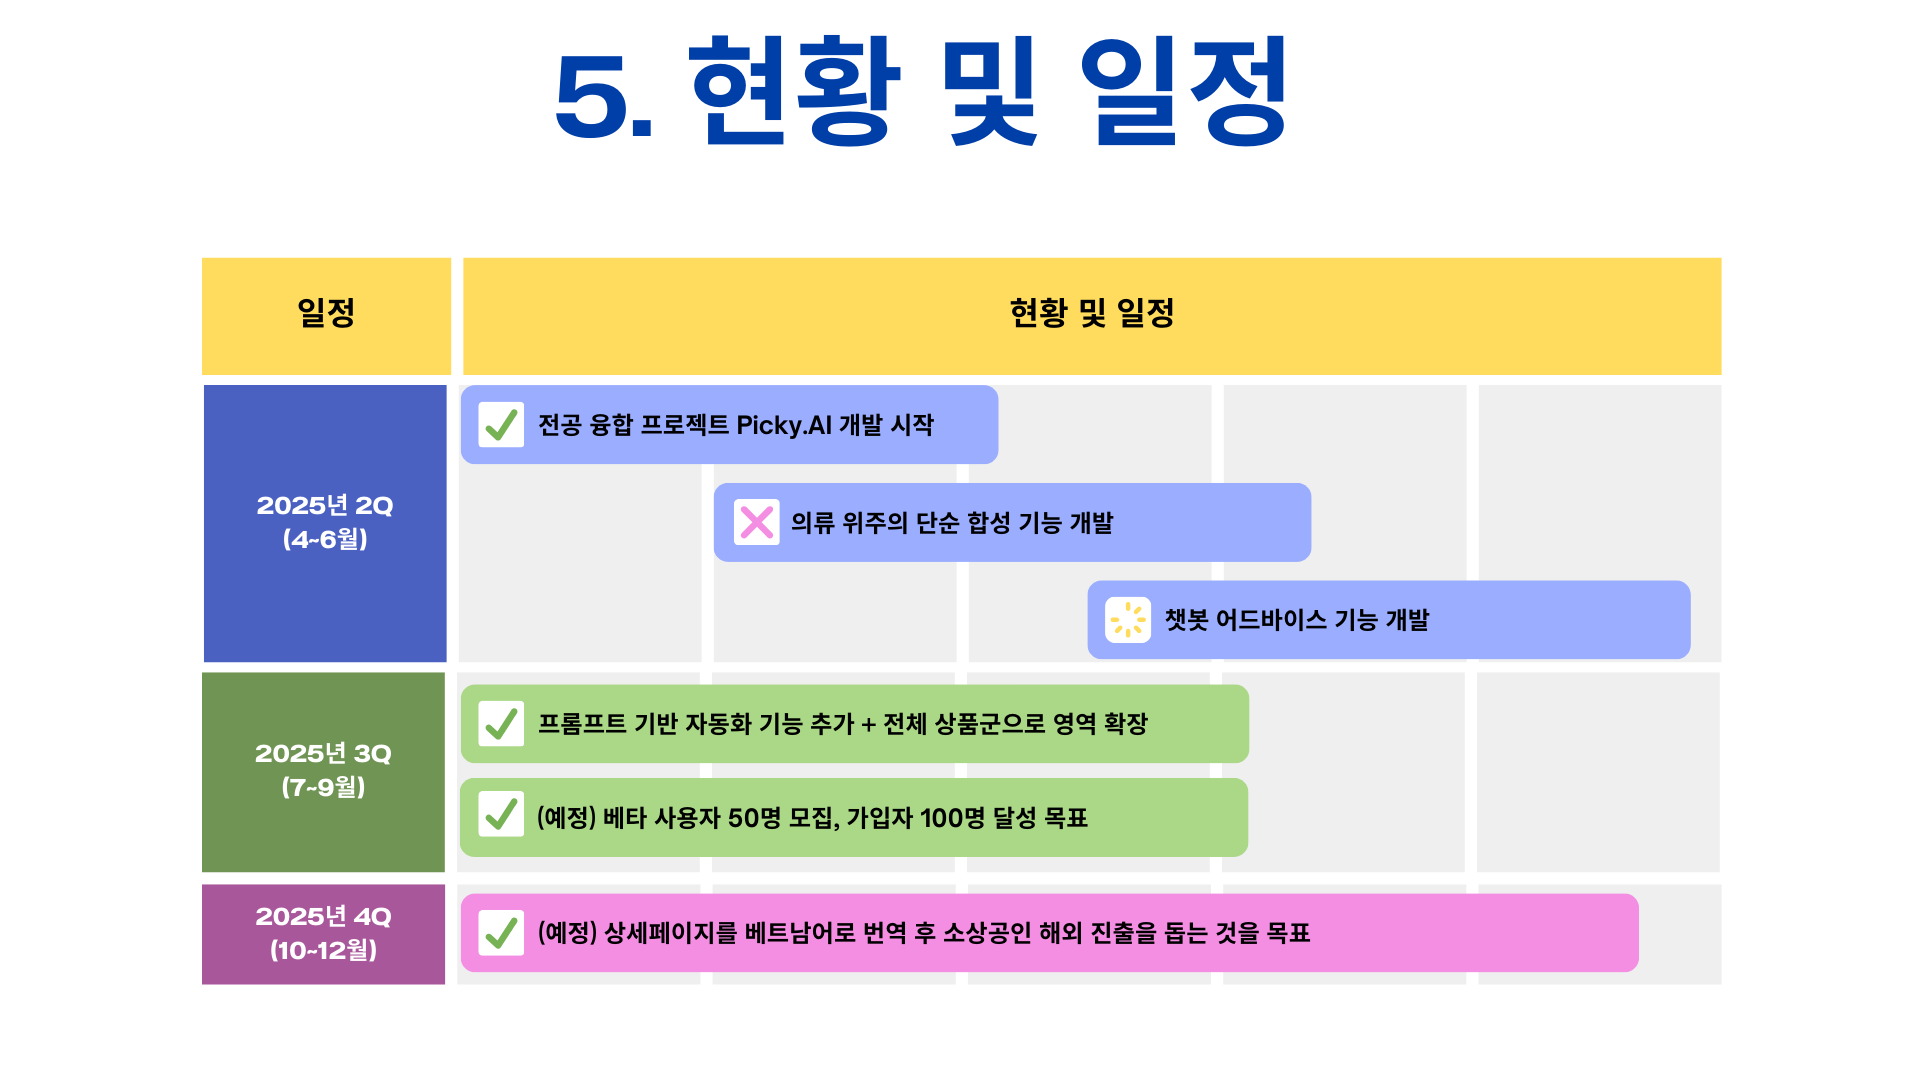 5. 현황 및 일정
일정
현황 및 일정
2025년 2Q
(4~6월)
전공 융합 프로젝트 Picky.AI 개발 시작
의류 위주의 단순 합성 기능 개발
챗봇 어드바이스 기능 개발
2025년 3Q
(7~9월)
프롬프트 기반 자동화 기능 추가 + 전체 상품군으로 영역 확장
(예정) 베타 사용자 50명 모집, 가입자 100명 달성 목표
2025년 4Q
(10~12월)
(예정) 상세페이지를 베트남어로 번역 후 소상공인 해외 진출을 돕는 것을 목표